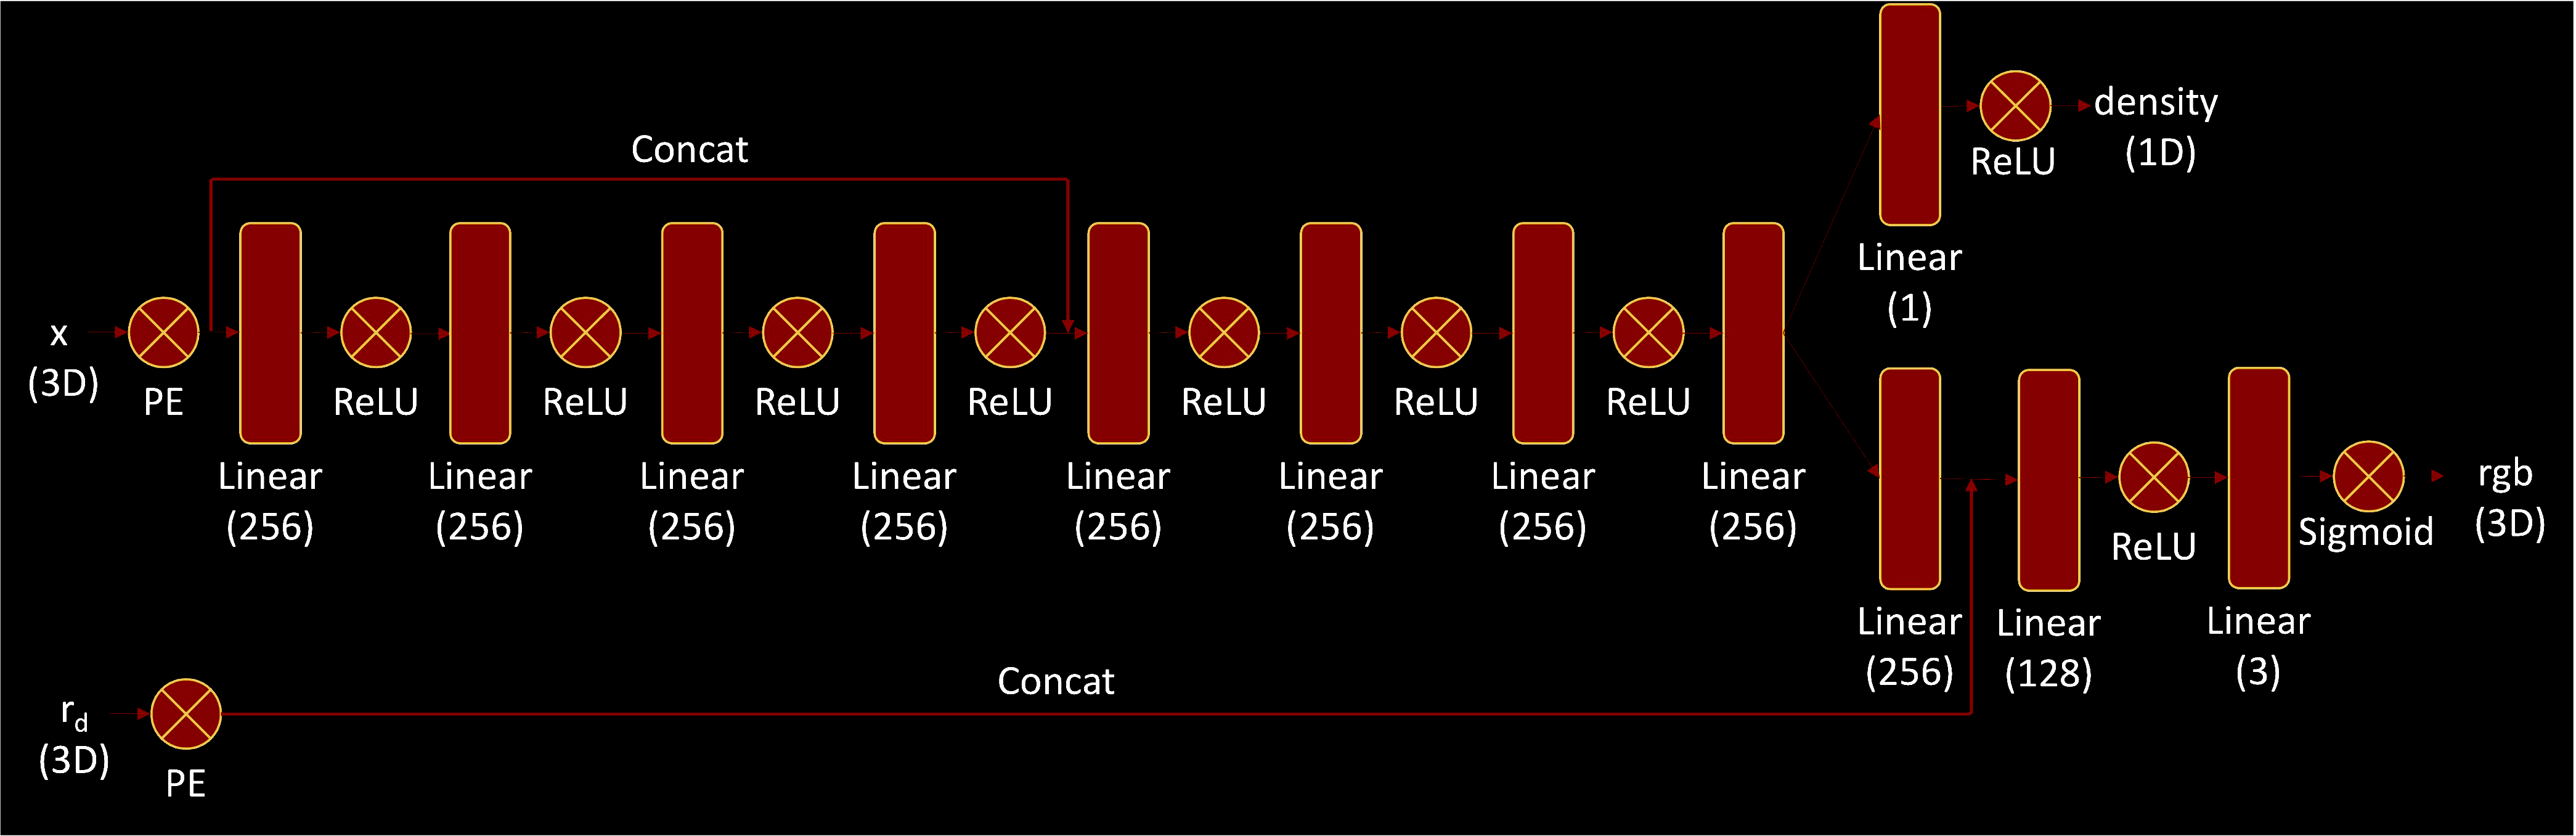 Concat
x
(3D)
PE
ReLU
ReLU
ReLU
ReLU
ReLU
ReLU
ReLU
Linear
(256)
Linear
(256)
Linear
(256)
Linear
(256)
Linear
(256)
Linear
(256)
Linear
(256)
Linear
(256)
Linear
(1)
ReLU
density
(1D)
Linear
(256)
Linear
(128)
ReLU
Linear
(3)
Sigmoid
rgb
(3D)
rd
(3D)
PE
Concat